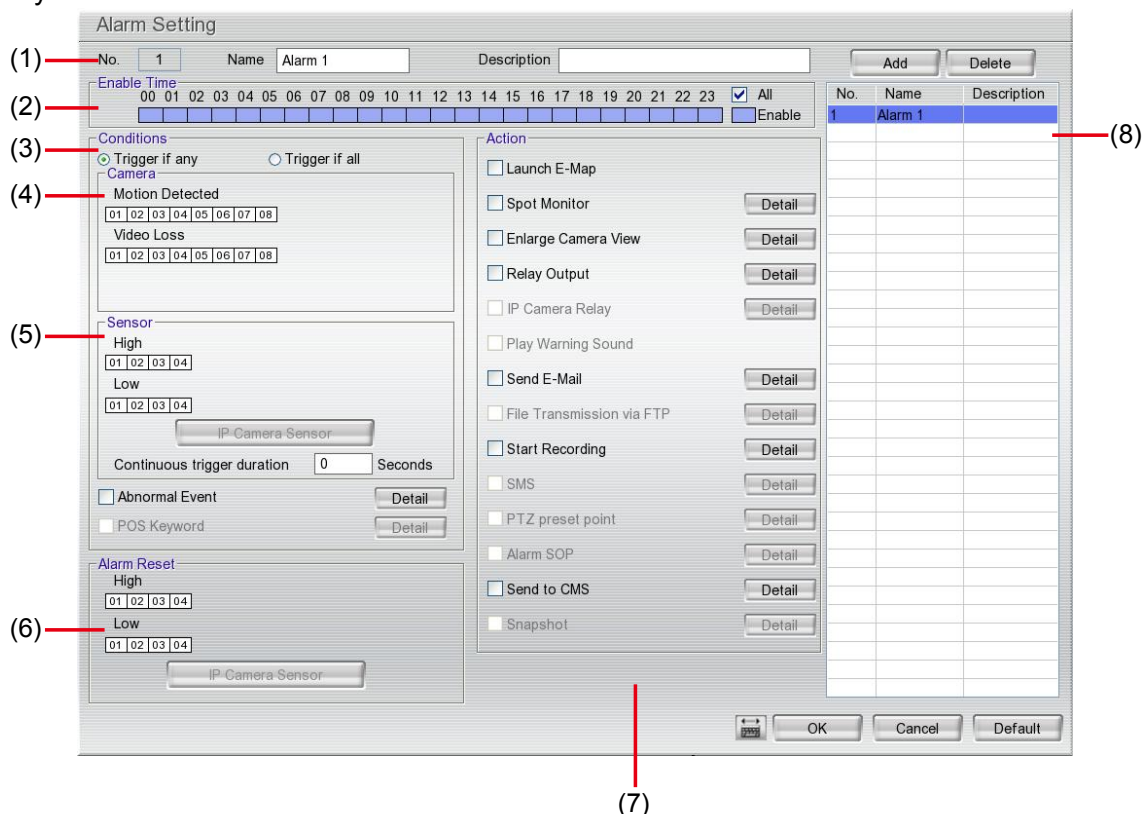 Alarm Setting
(1)
No. 1 Name Alarm 1 Description Add Delete
Enable Time
00 01 02 03 04 05 06 07 08 09 10 11 12 13 14 15 16 17 18 19 20 21 22 23 All
Enable
(2)
No. Name Description
1 Alarm 1
(8)
Conditions
(3)
Trigger if any Trigger if all
Camera
(4)
Motion Detected
01 02 03 04 05 06 07 08
Video Loss
01 02 03 04 05 06 07 08
Sensor
(5)
High
01 02 03 04
Low
01 02 03 04
IP Camera Sensor
Continuous trigger duration 0 Seconds
Abnormal Event Detail
POS Keyword Detail
Alarm Reset
High
01 02 03 04
(6)
Low
01 02 03 04
IP Camera Sensor
Action
Launch E-Map
Spot Monitor Detail
Enlarge Camera View Detail
Relay Output Detail
IP Camera Relay Detail
Play Warning Sound
Send E-Mail Detail
File Transmission via FTP Detail
Start Recording Detail
SMS Detail
PTZ preset point Detail
Alarm SOP Detail
Send to CMS Detail
Snapshot Detail
OK Cancel Default
(7)